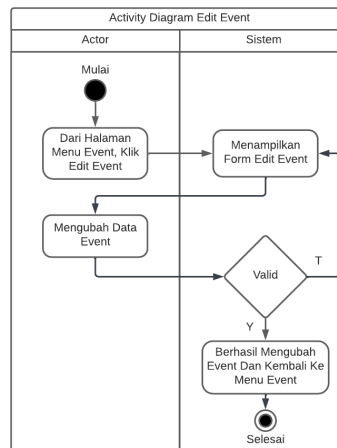 Activity Diagram Edit Event
Actor
Sistem
Mulai
Dari Halaman
Menu Event, Klik
Edit Event
Menampilkan
Form Edit Event
Mengubah Data
Event
Valid
T
Y
Berhasil Mengubah
Event Dan Kembali Ke
Menu Event
Selesai